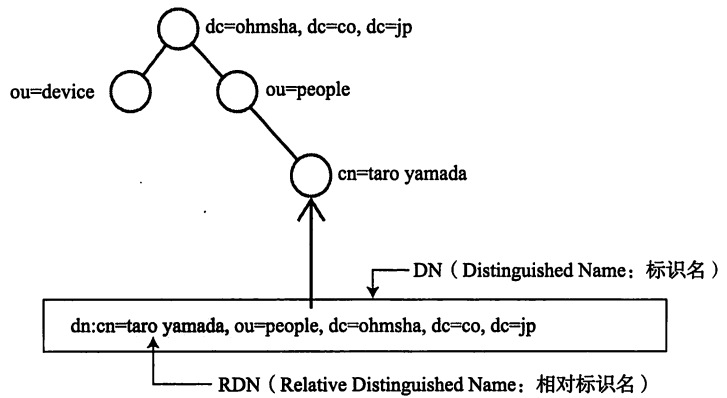 dc=ohmsha, dc=co, dc=jp
ou=device
ou=people
cn=taro yamada
DN（Distinguished Name：标识名）
dn:cn=taro yamada, ou=people, dc=ohmsha, dc=co, dc=jp
RDN（Relative Distinguished Name：相对标识名）